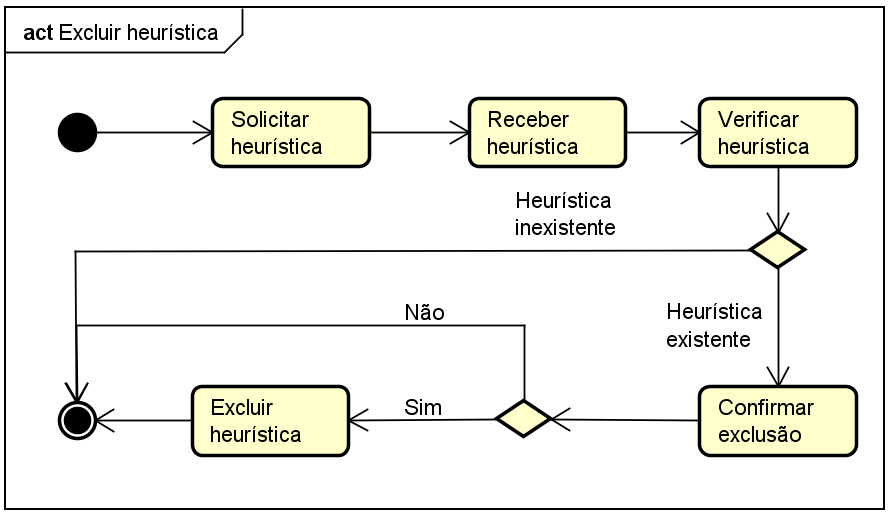 act Excluir heurística
Solicitar
heurística
Receber
heurística
Verificar
heurística
Heurística
inexistente
Heurística
existente
Não
Excluir
heurística
Sim
Confirmar
exclusão